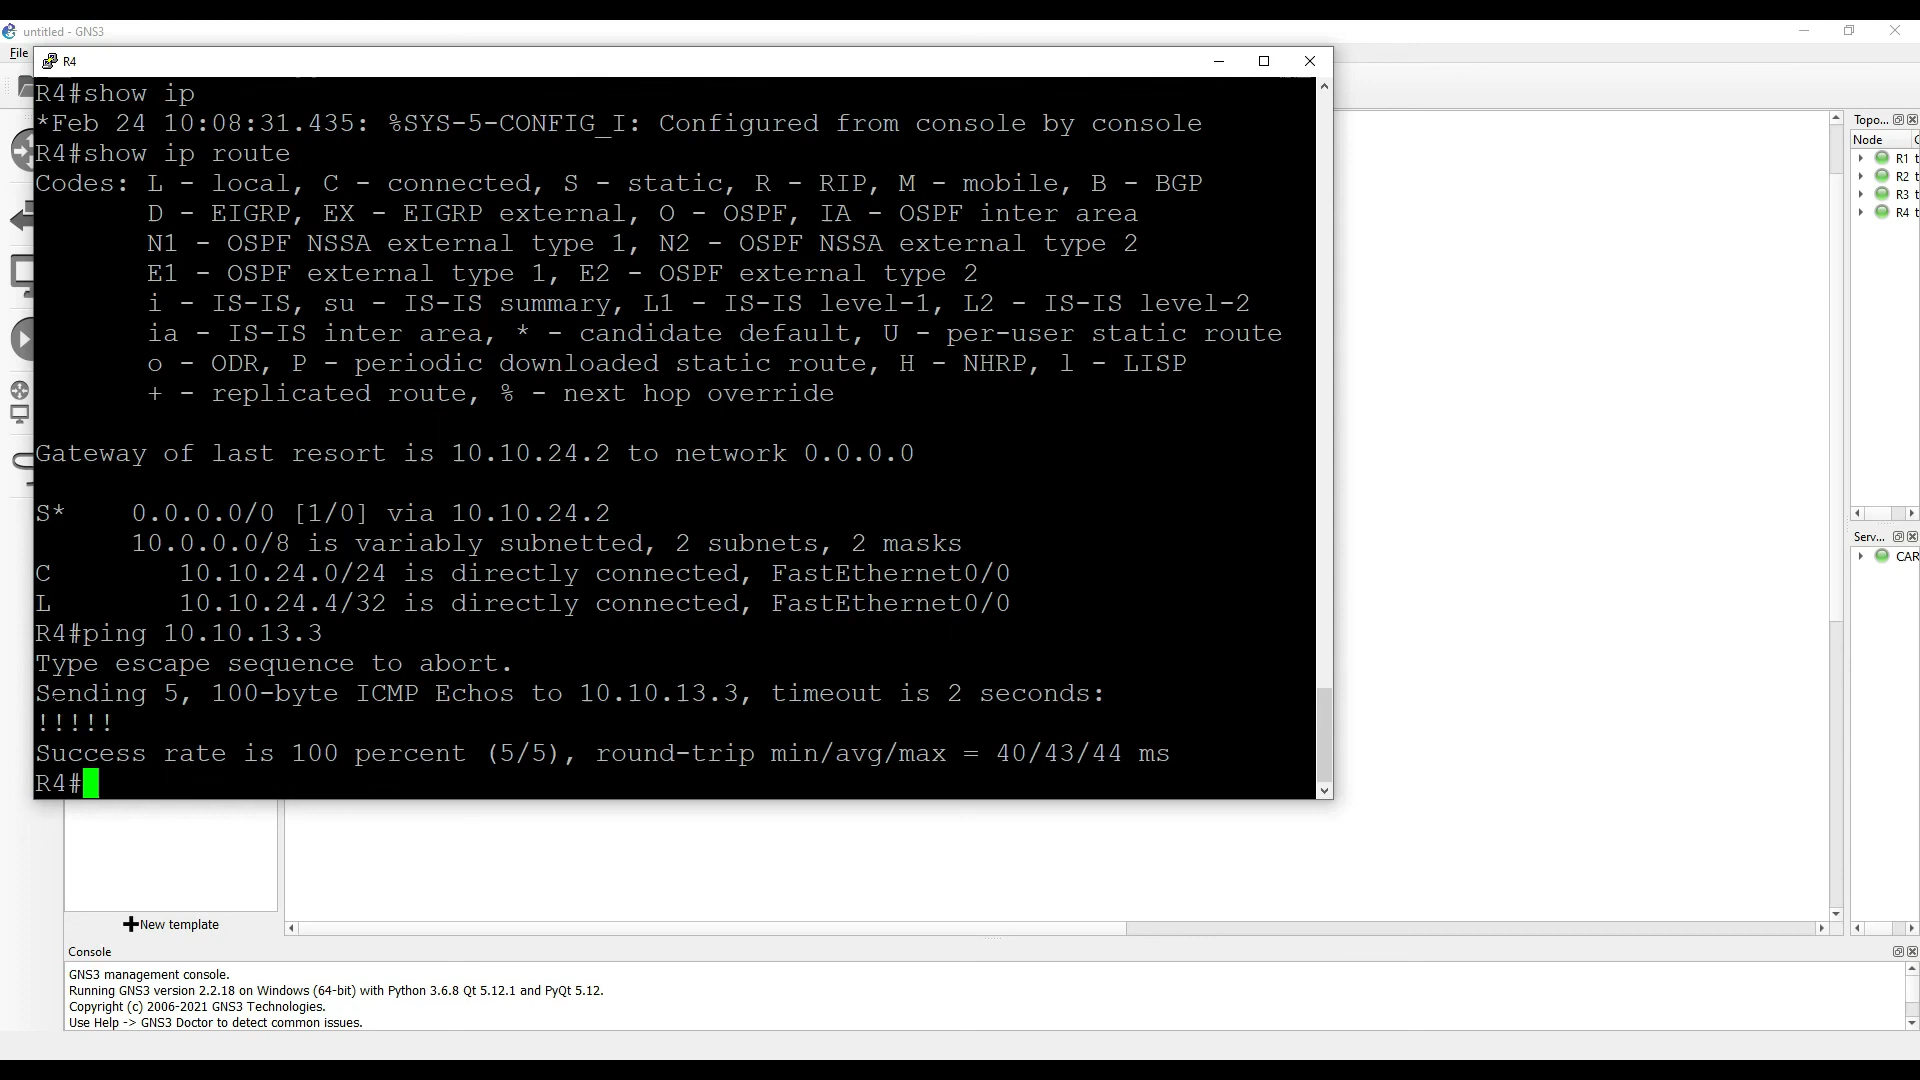 untitled - GNS3
File
R4
R4#show ip
*Feb 24 10:08:31.435: %SYS-5-CONFIG_I: Configured from console by console
R4#show ip route
Codes: L - local, C - connected, S - static, R - RIP, M - mobile, B - BGP
       D - EIGRP, EX - EIGRP external, O - OSPF, IA - OSPF inter area
       N1 - OSPF NSSA external type 1, N2 - OSPF NSSA external type 2
       E1 - OSPF external type 1, E2 - OSPF external type 2
       i - IS-IS, su - IS-IS summary, L1 - IS-IS level-1, L2 - IS-IS level-2
       ia - IS-IS inter area, * - candidate default, U - per-user static route
       o - ODR, P - periodic downloaded static route, H - NHRP, l - LISP
       + - replicated route, % - next hop override
Gateway of last resort is 10.10.24.2 to network 0.0.0.0
S*    0.0.0.0/0 [1/0] via 10.10.24.2
      10.0.0.0/8 is variably subnetted, 2 subnets, 2 masks
C        10.10.24.0/24 is directly connected, FastEthernet0/0
L        10.10.24.4/32 is directly connected, FastEthernet0/0
R4#ping 10.10.13.3
Type escape sequence to abort.
Sending 5, 100-byte ICMP Echos to 10.10.13.3, timeout is 2 seconds:
!!!!!
Success rate is 100 percent (5/5), round-trip min/avg/max = 40/43/44 ms
R4#
Topo...
Node
R1 t
R2 t
R3 t
R4 t
Serv...
CAR
New template
Console
GNS3 management console.
Running GNS3 version 2.2.18 on Windows (64-bit) with Python 3.6.8 Qt 5.12.1 and PyQt 5.12.
Copyright (c) 2006-2021 GNS3 Technologies.
Use Help -> GNS3 Doctor to detect common issues.